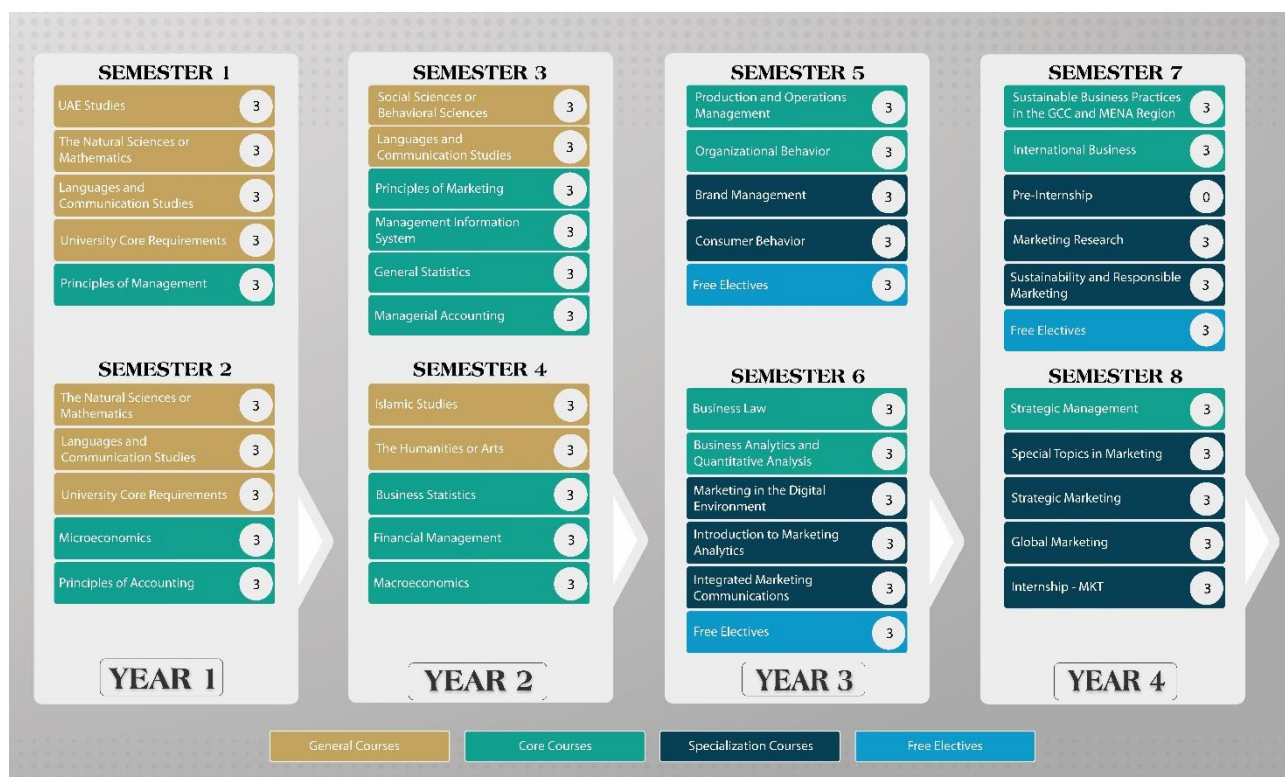 SEMESTER 1
UAE Studies
3
The Natural Sciences or
Mathematics
3
Languages and
Communication Studies
3
University Core Requirements
3
Principles of Management
3
SEMESTER 2
The Natural Sciences or
Mathematics
3
Languages and
Communication Studies
3
University Core Requirements
3
Microeconomics
3
Principles of Accounting
3
YEAR 1
SEMESTER 3
Social Sciences or
Behavioral Sciences
3
Languages and
Communication Studies
3
Principles of Marketing
3
Management Information
System
3
General Statistics
3
Managerial Accounting
3
SEMESTER 4
Islamic Studies
3
The Humanities or Arts
3
Business Statistics
3
Financial Management
3
Macroeconomics
3
YEAR 2
SEMESTER 5
Production and Operations
Management
3
Organizational Behavior
3
Brand Management
3
Consumer Behavior
3
Free Electives
3
SEMESTER 6
Business Law
3
Business Analytics and
Quantitative Analysis
3
Marketing in the Digital
Environment
3
Introduction to Marketing
Analytics
3
Integrated Marketing
Communications
3
Free Electives
3
YEAR 3
SEMESTER 7
Sustainable Business Practices
in the GCC and MENA Region
3
International Business
3
Pre-Internship
0
Marketing Research
3
Sustainability and Responsible
Marketing
3
Free Electives
3
SEMESTER 8
Strategic Management
3
Special Topics in Marketing
3
Strategic Marketing
3
Global Marketing
3
Internship - MKT
3
YEAR 4
General Courses
Core Courses
Specialization Courses
Free Electives